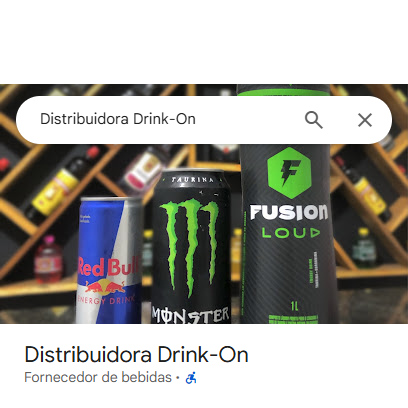 Distribuidora Drink-On
TAURINA
FUSION
LOUD
Red Bull
ENERGY DRINK
MONSTER
1L
Distribuidora Drink-On
Fornecedor de bebidas ·